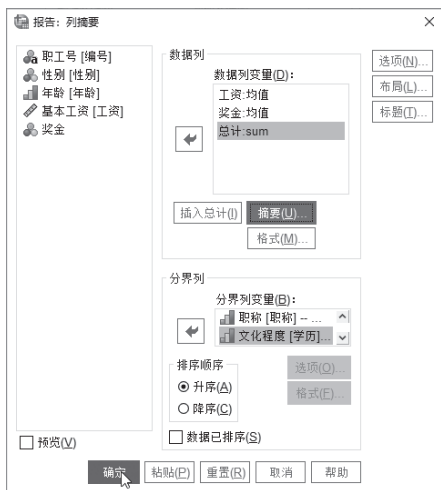 报告：列摘要
职工号 [编号]
性别 [性别]
年龄 [年龄]
基本工资 [工资]
奖金
数据列
数据列变量(D)：
工资:均值
奖金:均值
总计:sum
插入总计(I)
摘要(U)...
格式(M)...
选项(N)...
布局(L)...
标题(T)...
分界列
分界列变量(B)：
职称 [职称] -- ...
文化程度 [学历]...
排序顺序
升序(A)
降序(C)
选项(O)...
格式(F)...
数据已排序(S)
预览(V)
确定
粘贴(P)
重置(R)
取消
帮助